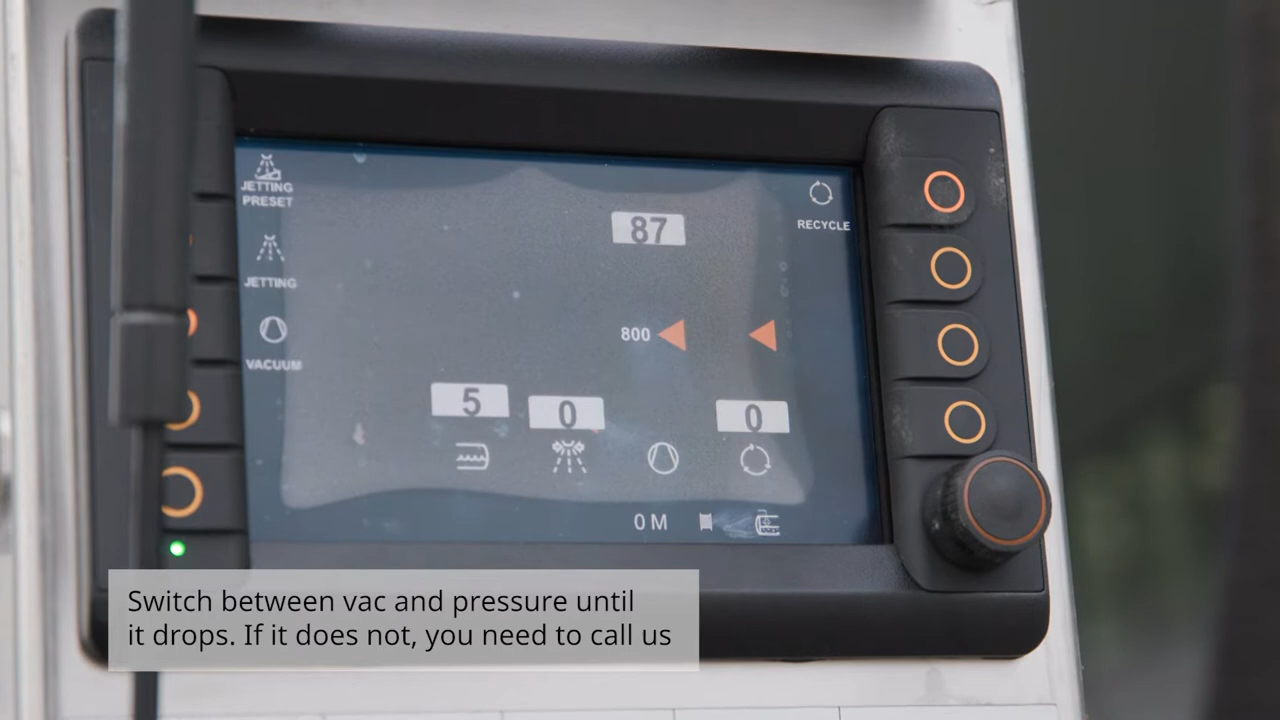 JETTING
PRESET
87
RECYCLE
JETTING
800
VACUUM
5
0
0
0 M
Switch between vac and pressure until
it drops. If it does not, you need to call us